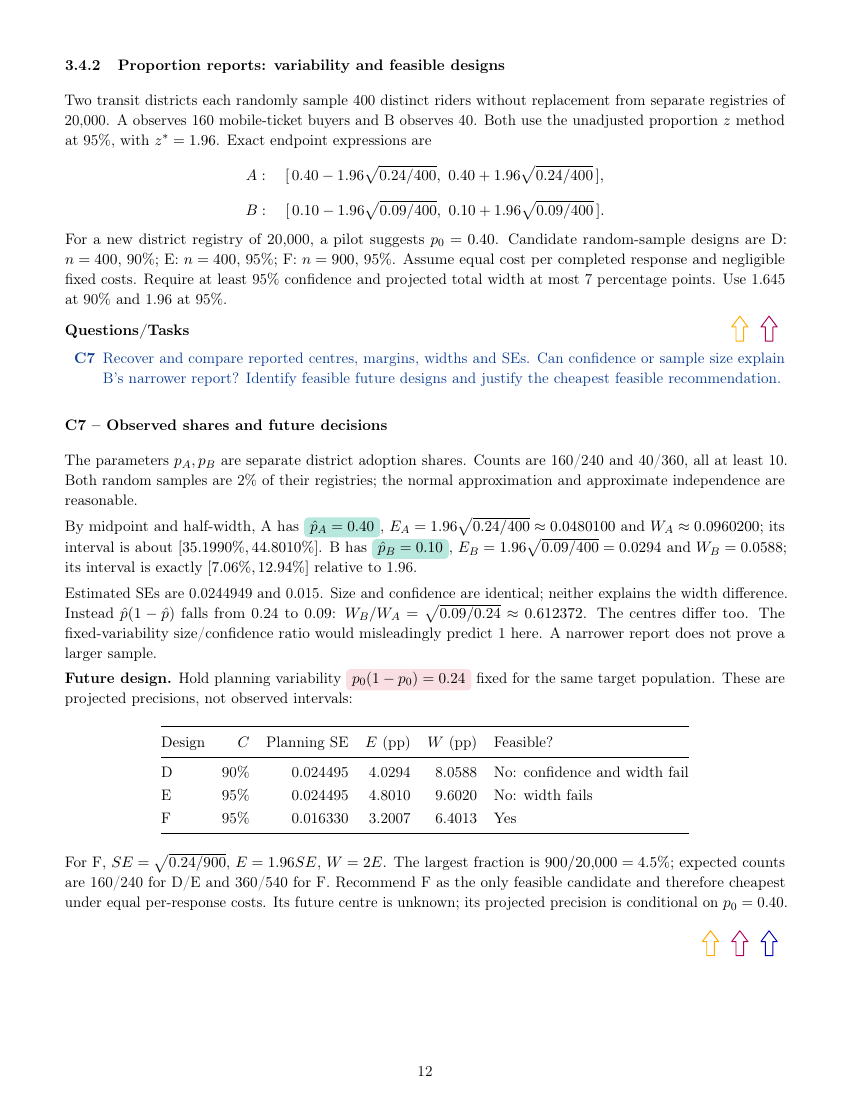 3.4.2 Proportion reports: variability and feasible designs
Two transit districts each randomly sample 400 distinct riders without replacement from separate registries of
20,000. A observes 160 mobile-ticket buyers and B observes 40. Both use the unadjusted proportion z method
at 95%, with z* = 1.96. Exact endpoint expressions are
A : [ 0.40 − 1.96√0.24/400, 0.40 + 1.96√0.24/400 ],
B : [ 0.10 − 1.96√0.09/400, 0.10 + 1.96√0.09/400 ].
For a new district registry of 20,000, a pilot suggests p₀ = 0.40. Candidate random-sample designs are D:
n = 400, 90%; E: n = 400, 95%; F: n = 900, 95%. Assume equal cost per completed response and negligible
fixed costs. Require at least 95% confidence and projected total width at most 7 percentage points. Use 1.645
at 90% and 1.96 at 95%.
Questions/Tasks
C7 Recover and compare reported centres, margins, widths and SEs. Can confidence or sample size explain
B's narrower report? Identify feasible future designs and justify the cheapest feasible recommendation.
C7 – Observed shares and future decisions
The parameters p_A, p_B are separate district adoption shares. Counts are 160/240 and 40/360, all at least 10.
Both random samples are 2% of their registries; the normal approximation and approximate independence are
reasonable.
By midpoint and half-width, A has p̂_A = 0.40 , E_A = 1.96√0.24/400 ≈ 0.0480100 and W_A ≈ 0.0960200; its
interval is about [35.1990%, 44.8010%]. B has p̂_B = 0.10 , E_B = 1.96√0.09/400 = 0.0294 and W_B = 0.0588;
its interval is exactly [7.06%, 12.94%] relative to 1.96.
Estimated SEs are 0.0244949 and 0.015. Size and confidence are identical; neither explains the width difference.
Instead p̂(1 − p̂) falls from 0.24 to 0.09: W_B/W_A = √0.09/0.24 ≈ 0.612372. The centres differ too. The
fixed-variability size/confidence ratio would misleadingly predict 1 here. A narrower report does not prove a
larger sample.
Future design. Hold planning variability p₀(1 − p₀) = 0.24 fixed for the same target population. These are
projected precisions, not observed intervals:
Design C Planning SE E (pp) W (pp) Feasible?
D 90% 0.024495 4.0294 8.0588 No: confidence and width fail
E 95% 0.024495 4.8010 9.6020 No: width fails
F 95% 0.016330 3.2007 6.4013 Yes
For F, SE = √0.24/900, E = 1.96SE, W = 2E. The largest fraction is 900/20,000 = 4.5%; expected counts
are 160/240 for D/E and 360/540 for F. Recommend F as the only feasible candidate and therefore cheapest
under equal per-response costs. Its future centre is unknown; its projected precision is conditional on p₀ = 0.40.
12